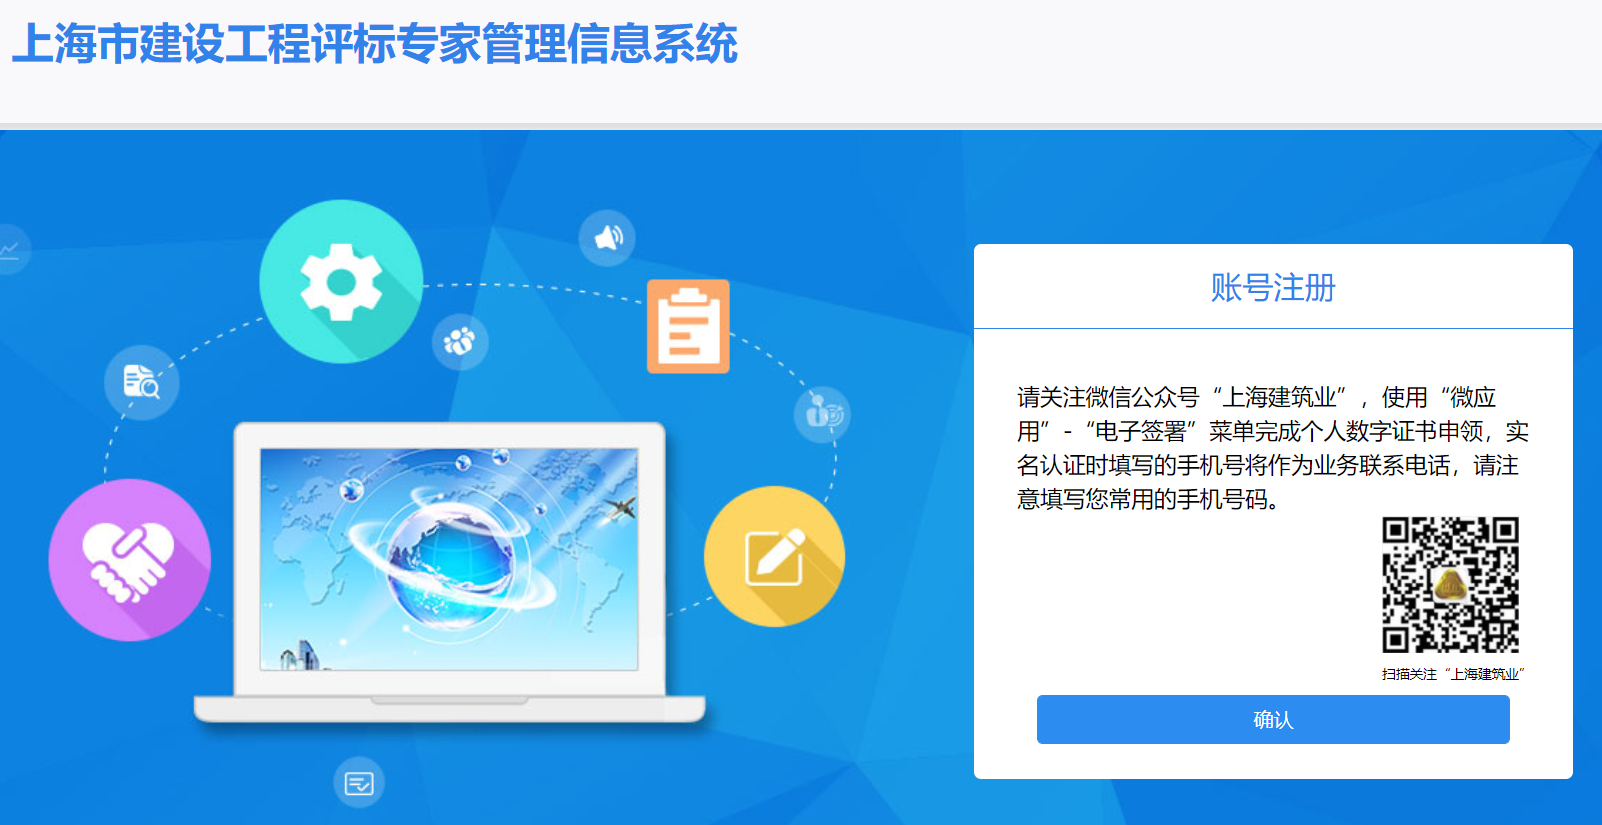 上海市建设工程评标专家管理信息系统
账号注册
请关注微信公众号“上海建筑业”，使用“微应
用”-“电子签署”菜单完成个人数字证书申领，实
名认证时填写的手机号将作为业务联系电话，请注
意填写您常用的手机号码。
扫描关注“上海建筑业”
确认